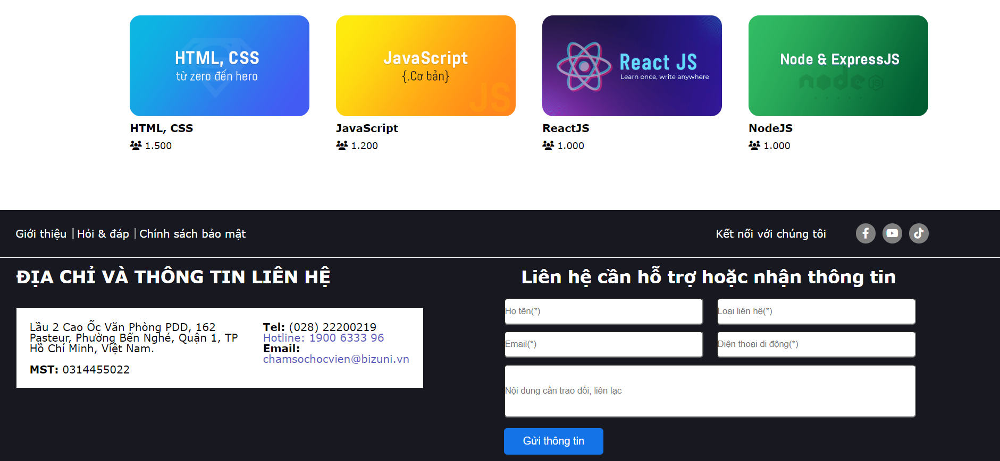 HTML, CSS
từ zero đến hero
JavaScript
{.Cơ bản}
JS
React JS
Learn once, write anywhere
Node & ExpressJS
node
JS
HTML, CSS
1.500
JavaScript
1.200
ReactJS
1.000
NodeJS
1.000
Giới thiệu
Hỏi & đáp
Chính sách bảo mật
Kết nối với chúng tôi
ĐỊA CHỈ VÀ THÔNG TIN LIÊN HỆ
Lầu 2 Cao Ốc Văn Phòng PDD, 162
Pasteur, Phường Bến Nghé, Quận 1, TP
Hồ Chí Minh, Việt Nam.
MST: 0314455022
Tel: (028) 22200219
Hotline: 1900 6333 96
Email:
chamsochocvien@bizuni.vn
Liên hệ cần hỗ trợ hoặc nhận thông tin
Họ tên(*)
Loại liên hệ(*)
Email(*)
Điện thoại di động(*)
Nội dung cần trao đổi, liên lạc
Gửi thông tin